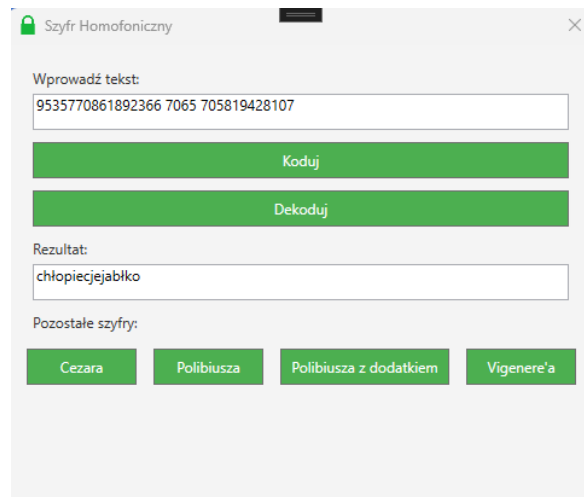 Szyfr Homofoniczny
Wprowadź tekst:
9535770861892366 7065 705819428107
Koduj
Dekoduj
Rezultat:
chłopiecjejabłko
Pozostałe szyfry:
Cezara Polibiusza Polibiusza z dodatkiem Vigenere'a